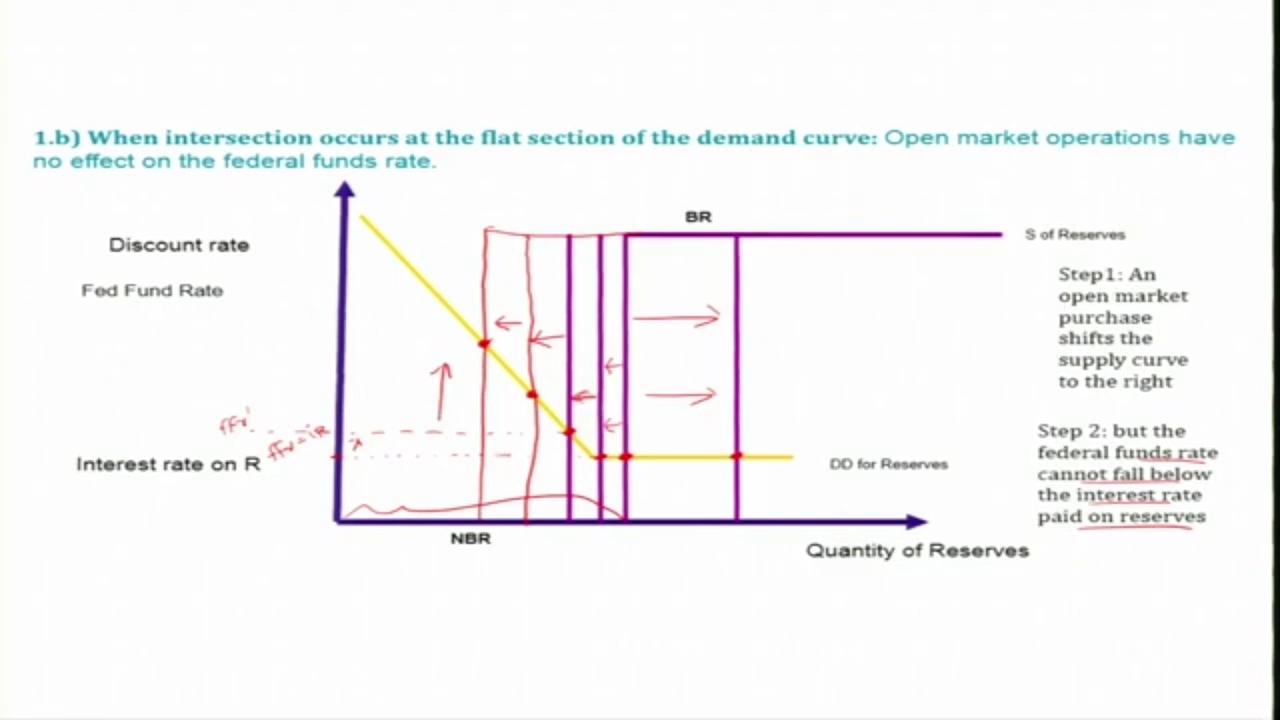 1.b) When intersection occurs at the flat section of the demand curve: Open market operations have
no effect on the federal funds rate.
BR
Discount rate
S of Reserves
Fed Fund Rate
Step1: An
open market
purchase
shifts the
supply curve
to the right
ffr'
ffr = iR
Interest rate on R
DD for Reserves
Step 2: but the
federal funds rate
cannot fall below
the interest rate
paid on reserves
NBR
Quantity of Reserves